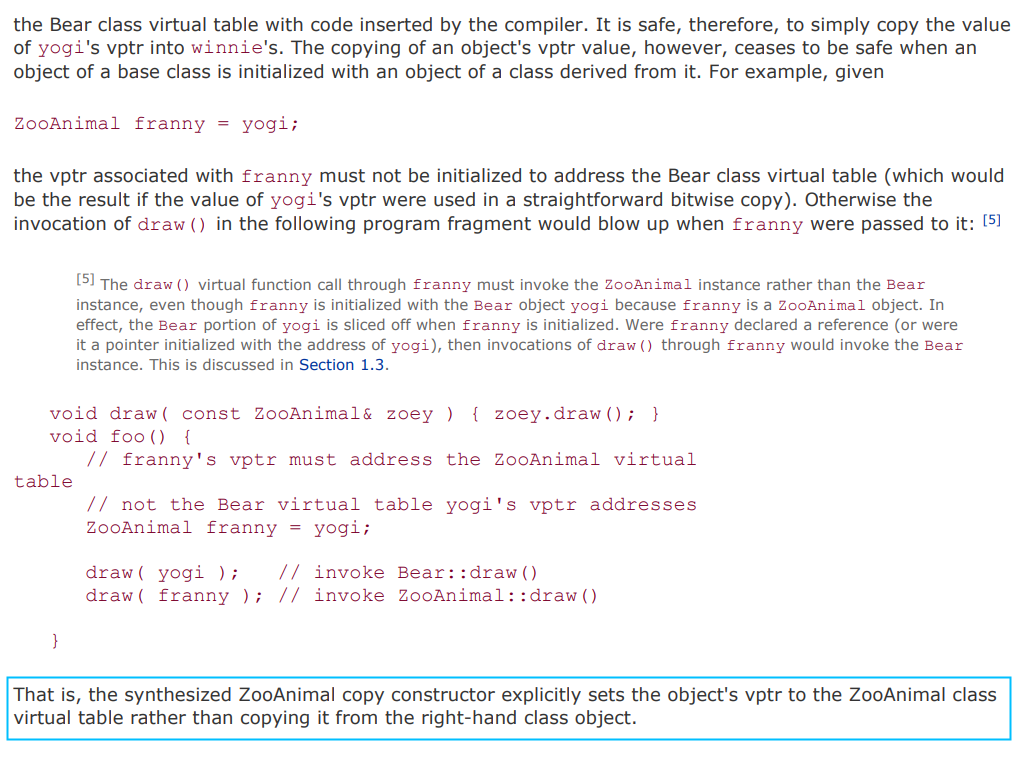 the Bear class virtual table with code inserted by the compiler. It is safe, therefore, to simply copy the value
of yogi's vptr into winnie's. The copying of an object's vptr value, however, ceases to be safe when an
object of a base class is initialized with an object of a class derived from it. For example, given
ZooAnimal franny = yogi;
the vptr associated with franny must not be initialized to address the Bear class virtual table (which would
be the result if the value of yogi's vptr were used in a straightforward bitwise copy). Otherwise the
invocation of draw() in the following program fragment would blow up when franny were passed to it: [5]
[5] The draw() virtual function call through franny must invoke the ZooAnimal instance rather than the Bear
instance, even though franny is initialized with the Bear object yogi because franny is a ZooAnimal object. In
effect, the Bear portion of yogi is sliced off when franny is initialized. Were franny declared a reference (or were
it a pointer initialized with the address of yogi), then invocations of draw() through franny would invoke the Bear
instance. This is discussed in Section 1.3.
void draw( const ZooAnimal& zoey ) { zoey.draw(); }
void foo() {
// franny's vptr must address the ZooAnimal virtual
table
// not the Bear virtual table yogi's vptr addresses
ZooAnimal franny = yogi;
draw( yogi ); // invoke Bear::draw()
draw( franny ); // invoke ZooAnimal::draw()
}
That is, the synthesized ZooAnimal copy constructor explicitly sets the object's vptr to the ZooAnimal class
virtual table rather than copying it from the right-hand class object.